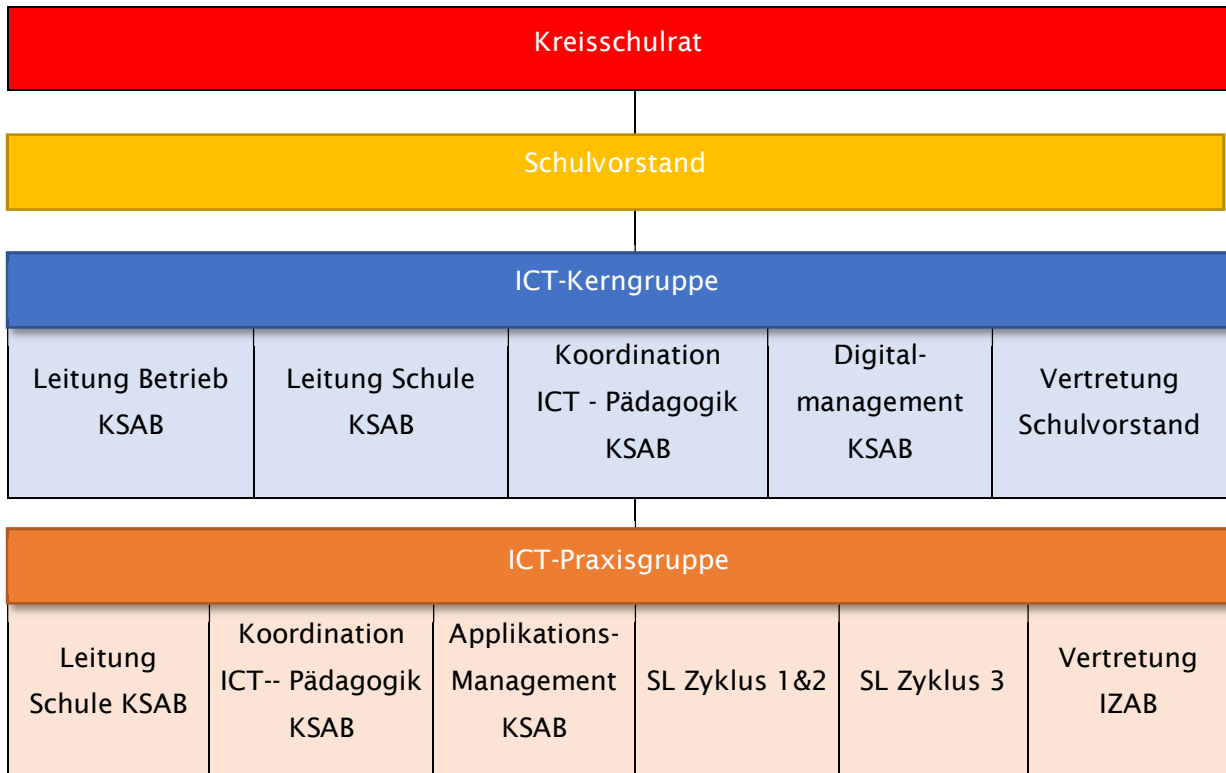 Kreisschulrat
Schulvorstand
ICT-Kerngruppe
Leitung Betrieb
KSAB
Leitung Schule
KSAB
Koordination
ICT - Pädagogik
KSAB
Digital-
management
KSAB
Vertretung
Schulvorstand
ICT-Praxisgruppe
Leitung
Schule KSAB
Koordination
ICT-- Pädagogik
KSAB
Applikations-
Management
KSAB
SL Zyklus 1&2
SL Zyklus 3
Vertretung
IZAB